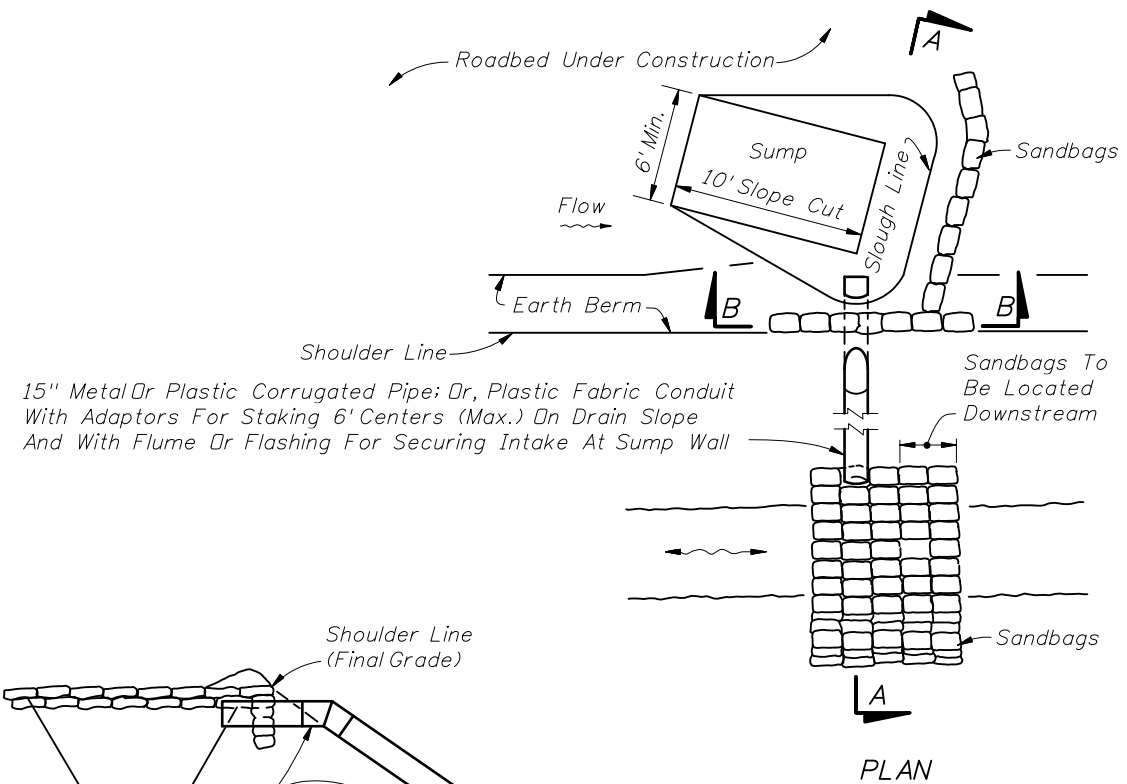 A
Roadbed Under Construction
6' Min.
Sump
10' Slope Cut
Slough Line
Sandbags
Flow
Earth Berm
B
B
Shoulder Line
15" Metal Or Plastic Corrugated Pipe; Or, Plastic Fabric Conduit
With Adaptors For Staking 6' Centers (Max.) On Drain Slope
And With Flume Or Flashing For Securing Intake At Sump Wall
Sandbags To
Be Located
Downstream
Sandbags
Shoulder Line
(Final Grade)
A
PLAN